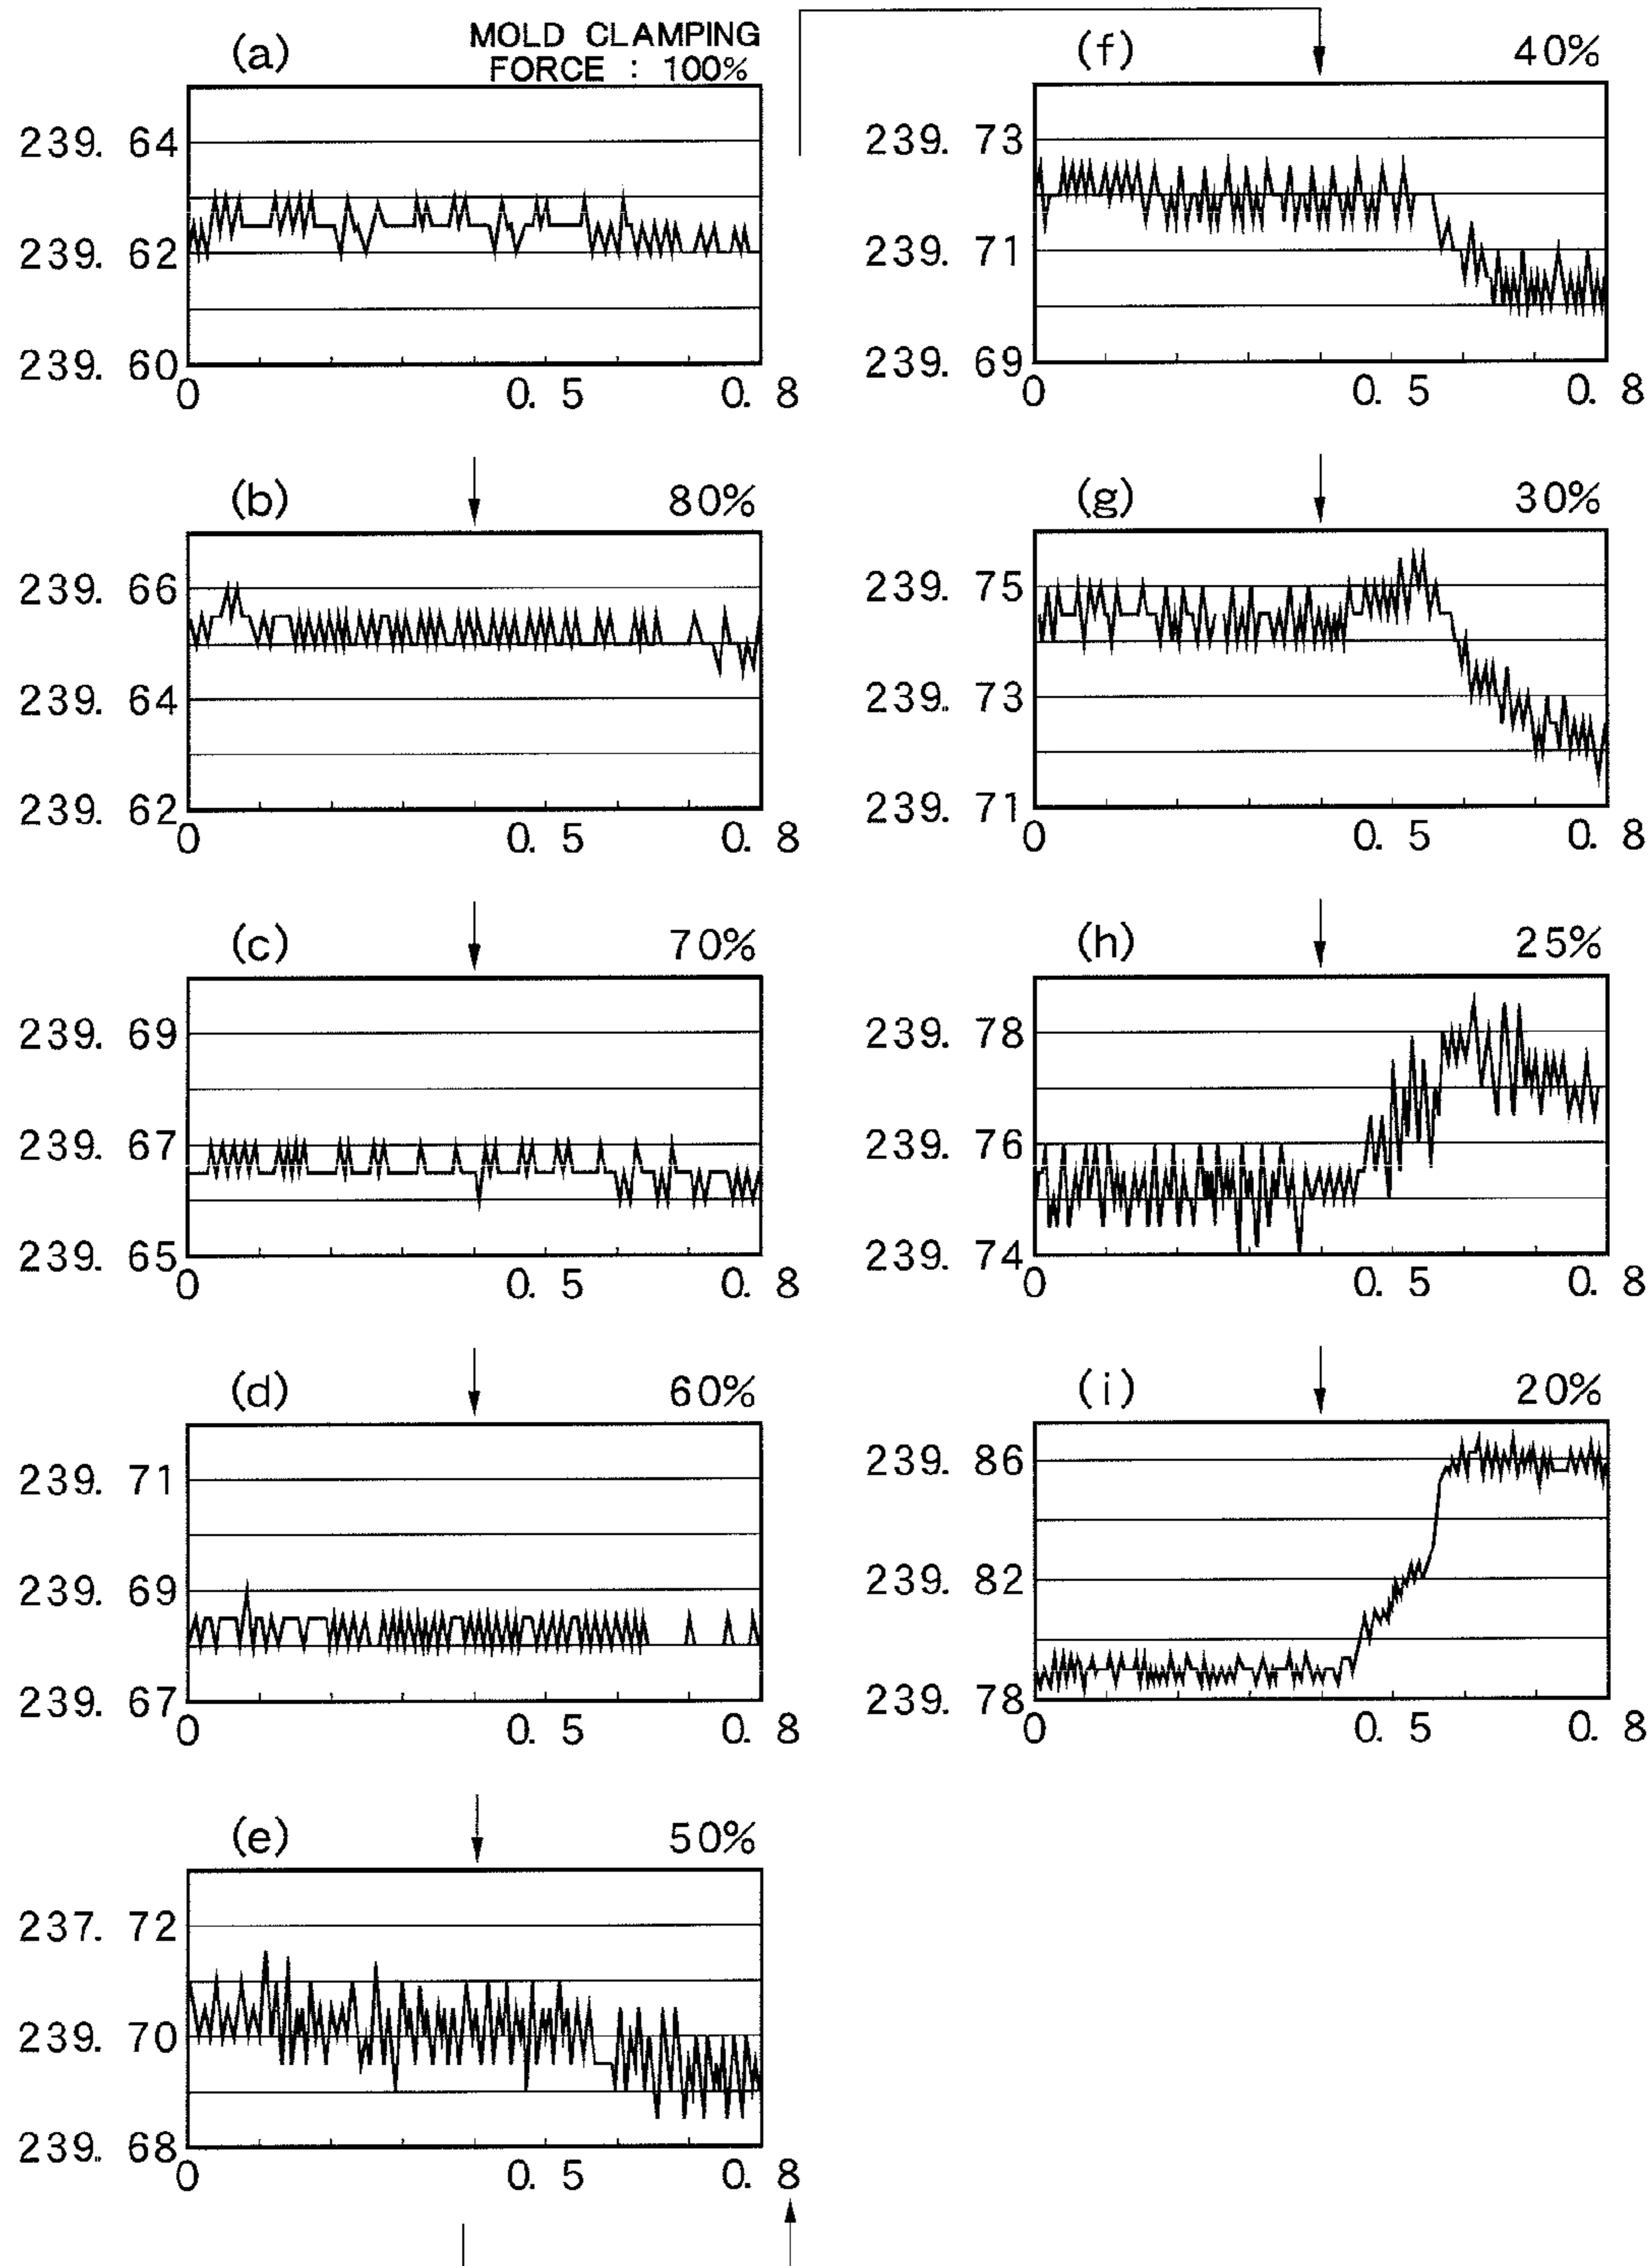 (a) MOLD CLAMPING
FORCE : 100%
239. 64
239. 62
239. 60
0 0. 5 0. 8
(b) 80%
239. 66
239. 64
239. 62
0 0. 5 0. 8
(c) 70%
239. 69
239. 67
239. 65
0 0. 5 0. 8
(d) 60%
239. 71
239. 69
239. 67
0 0. 5 0. 8
(e) 50%
237. 72
239. 70
239. 68
0 0. 5 0. 8
(f) 40%
239. 73
239. 71
239. 69
0 0. 5 0. 8
(g) 30%
239. 75
239. 73
239. 71
0 0. 5 0. 8
(h) 25%
239. 78
239. 76
239. 74
0 0. 5 0. 8
(i) 20%
239. 86
239. 82
239. 78
0 0. 5 0. 8